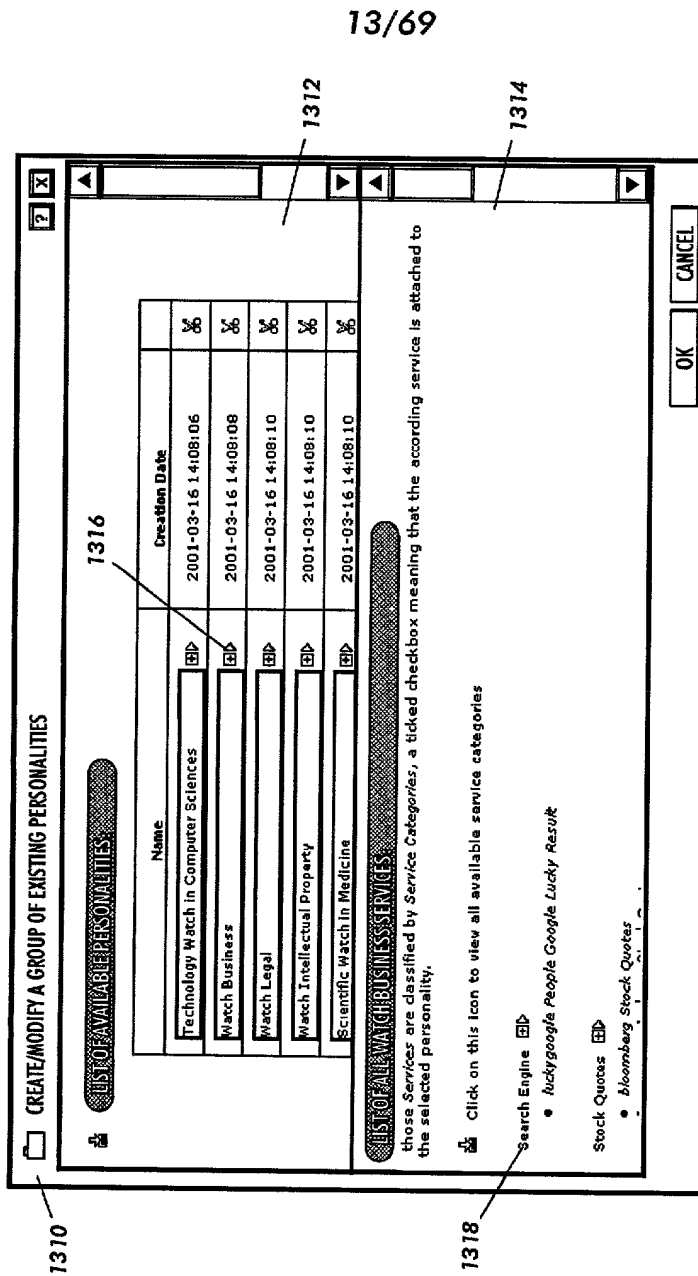 13/69
1310
CREATE/MODIFY A GROUP OF EXISTING PERSONALITIES
? X
1312
LIST OF AVAILABLE PERSONALITIES:
Name Creation Date
1316
Technology Watch in Computer Sciences 2001-03-16 14:08:06
Watch Business 2001-03-16 14:08:08
Watch Legal 2001-03-16 14:08:10
Watch Intellectual Property 2001-03-16 14:08:10
Scientific Watch In Medicine 2001-03-16 14:08:10
1314
LIST OF ALL WATCH BUSINESS SERVICES:
those Services are classified by Service Categories, a ticked checkbox meaning that the according service is attached to
the selected personality.
Click on this icon to view all available service categories
1318
Search Engine
• luckygoogle People Google Lucky Result
Stock Quotes
• bloomberg Stock Quotes
OK CANCEL